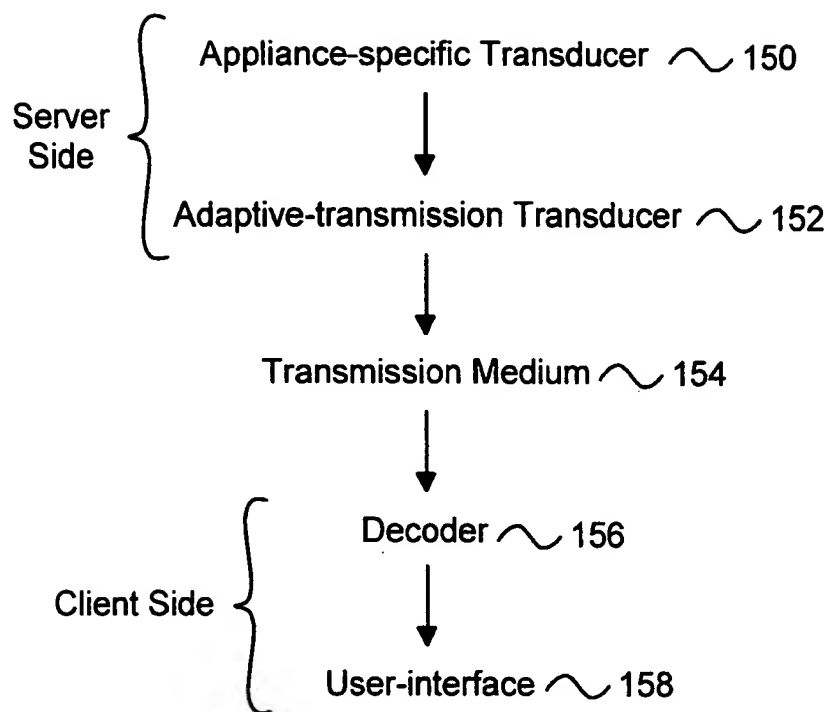 Appliance-specific Transducer 150
Server
Side
Adaptive-transmission Transducer 152
Transmission Medium 154
Decoder 156
Client Side
User-interface 158